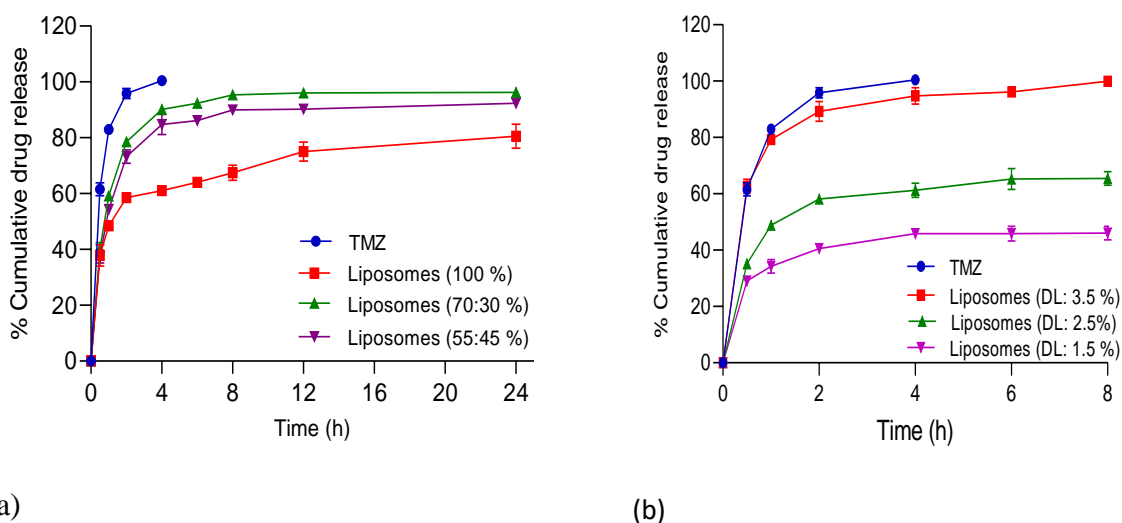 120
100
80
60
40
20
0
% Cumulative drug release
TMZ
Liposomes (100 %)
Liposomes (70:30 %)
Liposomes (55:45 %)
0 4 8 12 16 20 24
Time (h)
a)
120
100
80
60
40
20
0
% Cumulative drug release
TMZ
Liposomes (DL: 3.5 %)
Liposomes (DL: 2.5%)
Liposomes (DL: 1.5 %)
0 2 4 6 8
Time (h)
(b)